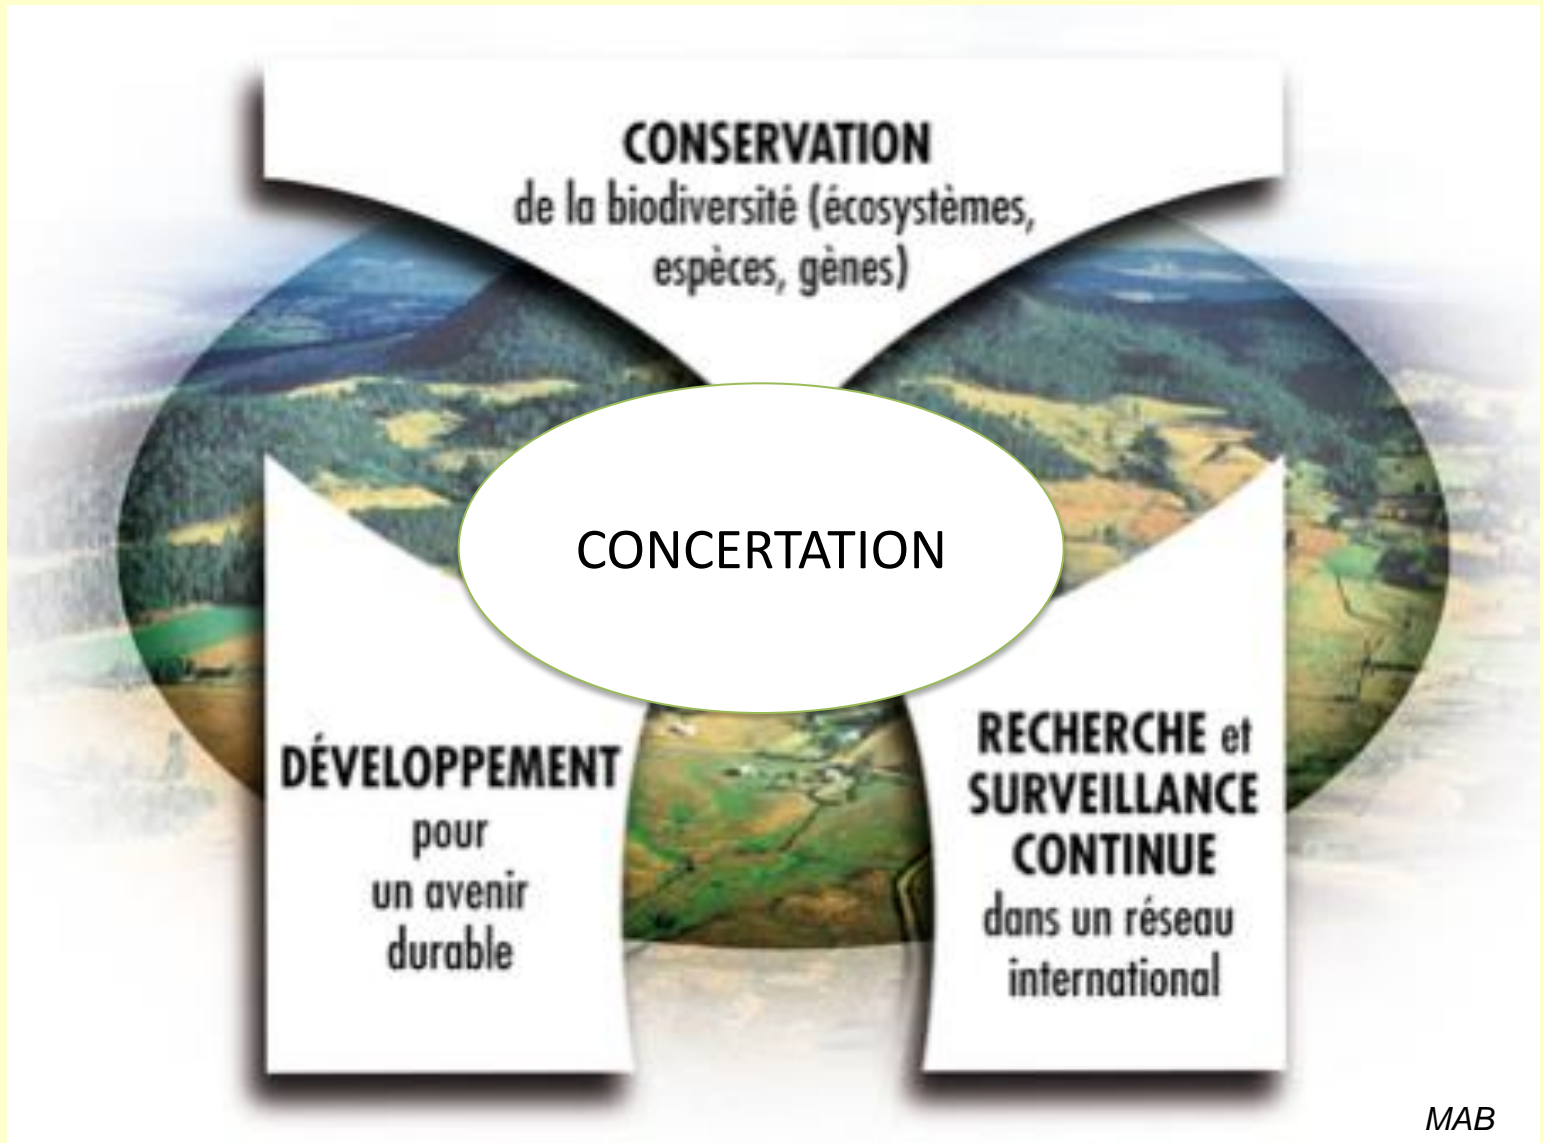 CONSERVATION
de la biodiversité (écosystèmes,
espèces, gènes)
CONCERTATION
DÉVELOPPEMENT
pour
un avenir
durable
RECHERCHE et
SURVEILLANCE
CONTINUE
dans un réseau
international
MAB